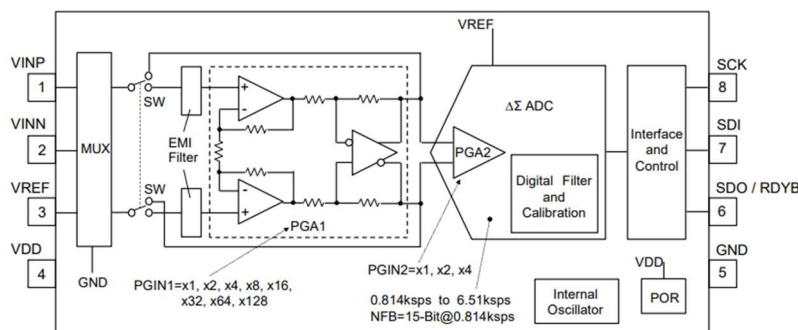 VINP
1
VINN
2
VREF
3
VDD
4
MUX
GND
SW
SW
EMI
Filter
+
-
-
+
PGA1
PGIN1=x1, x2, x4, x8, x16,
x32, x64, x128
VREF
ΔΣ ADC
PGA2
Digital Filter
and
Calibration
PGIN2=x1, x2, x4
0.814ksps to 6.51ksps
NFB=15-Bit@0.814ksps
Internal
Oscillator
VDD
POR
Interface
and
Control
SCK
8
SDI
7
SDO / RDYB
6
GND
5